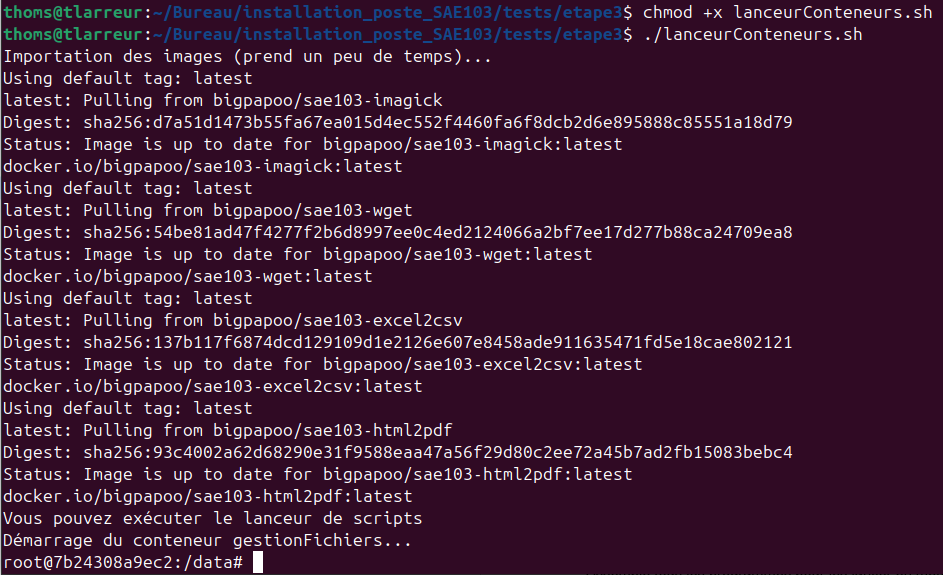 thoms@tlarreur:~/Bureau/installation_poste_SAE103/tests/etape3$ chmod +x lanceurConteneurs.sh
thoms@tlarreur:~/Bureau/installation_poste_SAE103/tests/etape3$ ./lanceurConteneurs.sh
Importation des images (prend un peu de temps)...
Using default tag: latest
latest: Pulling from bigpapoo/sae103-imagick
Digest: sha256:d7a51d1473b55fa67ea015d4ec552f4460fa6f8dcb2d6e895888c85551a18d79
Status: Image is up to date for bigpapoo/sae103-imagick:latest
docker.io/bigpapoo/sae103-imagick:latest
Using default tag: latest
latest: Pulling from bigpapoo/sae103-wget
Digest: sha256:54be81ad47f4277f2b6d8997ee0c4ed2124066a2bf7ee17d277b88ca24709ea8
Status: Image is up to date for bigpapoo/sae103-wget:latest
docker.io/bigpapoo/sae103-wget:latest
Using default tag: latest
latest: Pulling from bigpapoo/sae103-excel2csv
Digest: sha256:137b117f6874dcd129109d1e2126e607e8458ade911635471fd5e18cae802121
Status: Image is up to date for bigpapoo/sae103-excel2csv:latest
docker.io/bigpapoo/sae103-excel2csv:latest
Using default tag: latest
latest: Pulling from bigpapoo/sae103-html2pdf
Digest: sha256:93c4002a62d68290e31f9588eaa47a56f29d80c2ee72a45b7ad2fb15083bebc4
Status: Image is up to date for bigpapoo/sae103-html2pdf:latest
docker.io/bigpapoo/sae103-html2pdf:latest
Vous pouvez exécuter le lanceur de scripts
Démarrage du conteneur gestionFichiers...
root@7b24308a9ec2:/data#